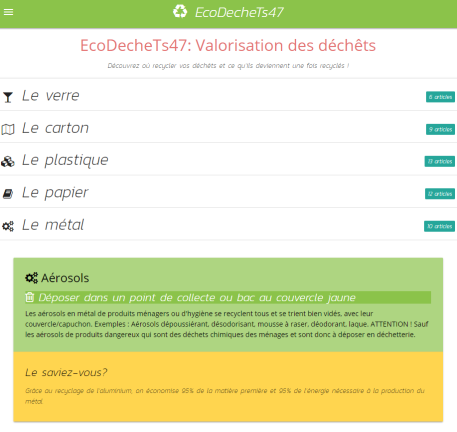 EcoDecheTs47
EcoDecheTs47: Valorisation des déchêts
Découvrez où recycler vos déchêts et ce qu'ils deviennent une fois recyclés !
Le verre
6 articles
Le carton
9 articles
Le plastique
13 articles
Le papier
12 articles
Le métal
10 articles
Aérosols
Déposer dans un point de collecte ou bac au couvercle jaune
Les aérosols en métal de produits ménagers ou d'hygiène se recyclent tous et se trient bien vidés, avec leur
couvercle/capuchon. Exemples : Aérosols dépoussiérant, désodorisant, mousse à raser, déodorant, laque. ATTENTION ! Sauf
les aérosols de produits dangereux qui sont des déchets chimiques des ménages et sont donc à déposer en déchetterie.
Le saviez-vous?
Grâce au recyclage de l'aluminium, on économise 95% de la matière première et 95% de l'énergie nécessaire à la production du
métal.